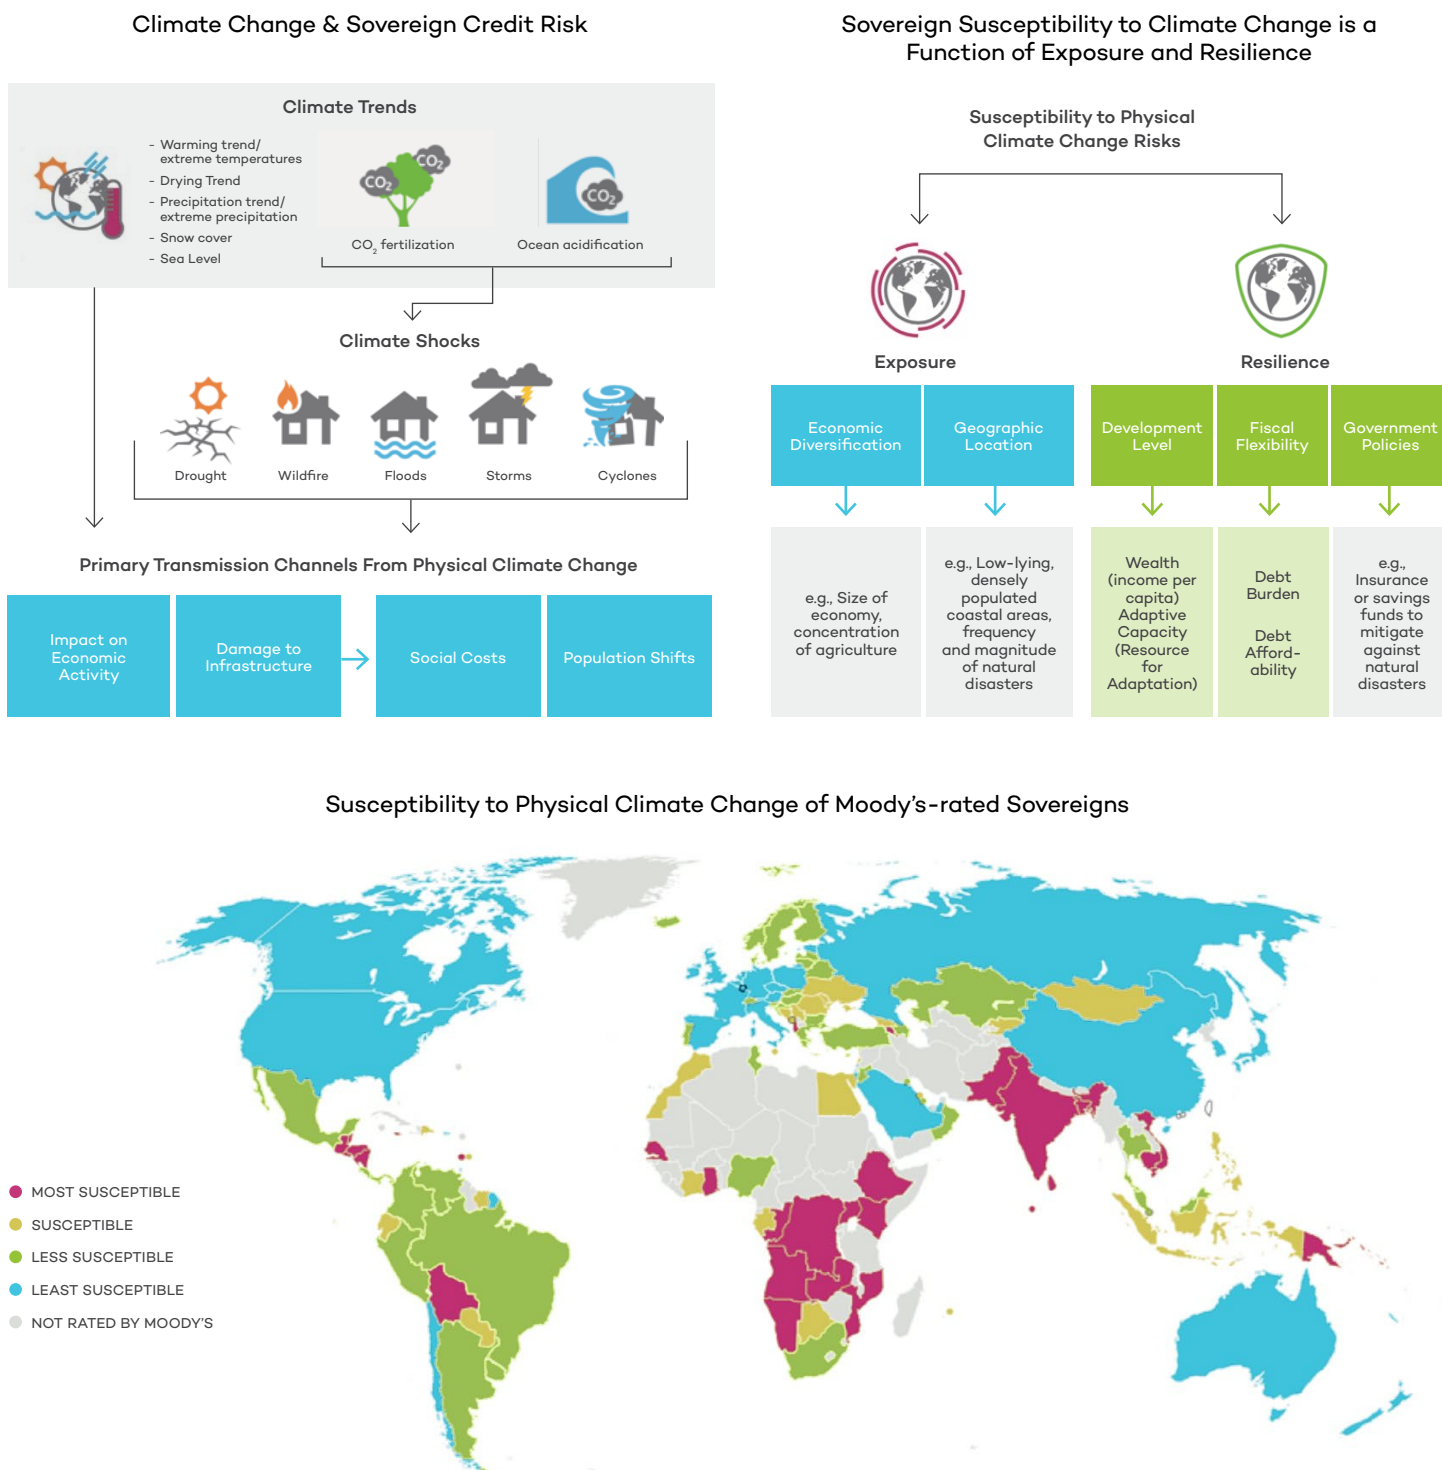 Climate Change & Sovereign Credit Risk
Climate Trends
- Warming trend/
extreme temperatures
- Drying Trend
- Precipitation trend/
extreme precipitation
- Snow cover
- Sea Level
CO2
CO2
CO2 fertilization
CO2
Ocean acidification
Climate Shocks
Drought
Wildfire
Floods
Storms
Cyclones
Primary Transmission Channels From Physical Climate Change
Impact on
Economic
Activity
Damage to
Infrastructure
Social Costs
Population Shifts
Sovereign Susceptibility to Climate Change is a
Function of Exposure and Resilience
Susceptibility to Physical
Climate Change Risks
Exposure
Resilience
Economic
Diversification
Geographic
Location
Development
Level
Fiscal
Flexibility
Government
Policies
e.g., Size of
economy,
concentration
of agriculture
e.g., Low-lying,
densely
populated
coastal areas,
frequency
and magnitude
of natural
disasters
Wealth
(income per
capita)
Adaptive
Capacity
(Resource
for
Adaptation)
Debt
Burden
Debt
Afford-
ability
e.g.,
Insurance
or savings
funds to
mitigate
against
natural
disasters
Susceptibility to Physical Climate Change of Moody's-rated Sovereigns
MOST SUSCEPTIBLE
SUSCEPTIBLE
LESS SUSCEPTIBLE
LEAST SUSCEPTIBLE
NOT RATED BY MOODY'S